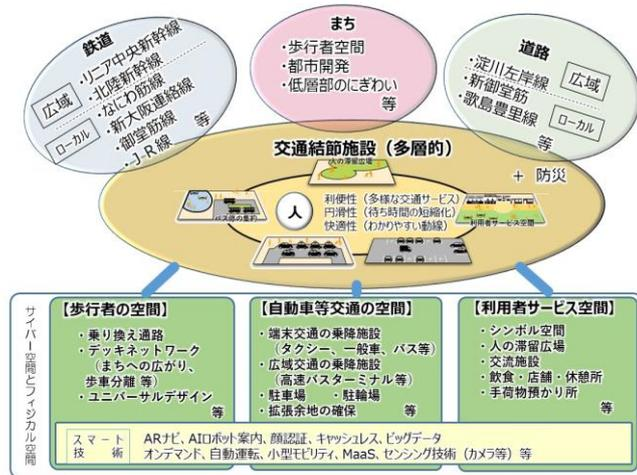 鉄道
・リニア中央新幹線
・北陸新幹線
広域
・なにわ筋線
・新大阪連絡線
・御堂筋線
・J-R線
ローカル
等
まち
・歩行者空間
・都市開発
・低層部のにぎわい
等
道路
・淀川左岸線
・新御堂筋
・歌島豊里線
広域
ローカル
等
交通結節施設（多層的）
+ 防災
人の滞留広場
バス停の集約
人
利便性（多様な交通サービス）
円滑性（待ち時間の短縮化）
快適性（わかりやすい動線）
利用者サービス空間
サイバー空間とフィジカル空間
【歩行者の空間】
・乗り換え通路
・デッキネットワーク
（まちへの広がり、
歩車分離 等）
・ユニバーサルデザイン
等
【自動車等交通の空間】
・端末交通の乗降施設
（タクシー、一般車、バス等）
・広域交通の乗降施設
（高速バスターミナル等）
・駐車場 ・駐輪場
・拡張余地の確保 等
【利用者サービス空間】
・シンボル空間
・人の滞留広場
・交流施設
・飲食・店舗・休憩所
・手荷物預かり所
等
スマート
技術
ARナビ、AIロボット案内、顔認証、キャッシュレス、ビッグデータ
オンデマンド、自動運転、小型モビリティ、MaaS、センシング技術（カメラ等）等